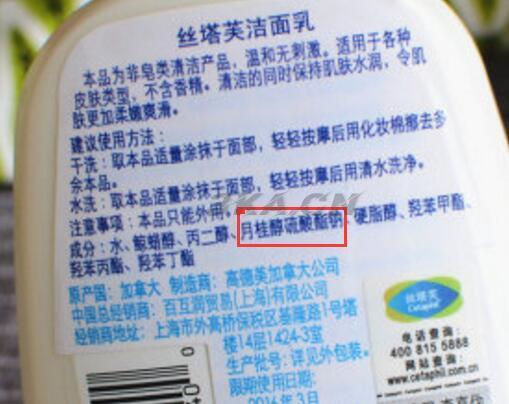 丝塔芙洁面乳
本品为非皂类清洁产品，温和无刺激。适用于各种
皮肤类型，不含香精。清洁的同时保持肌肤水润，令肌
肤更加柔嫩爽滑。
建议使用方法：
干洗：取本品适量涂抹于面部，轻轻按摩后用化妆棉擦去多
余本品。
水洗：取本品适量涂抹于面部，轻轻按摩后用清水洗净。
注意事项：本品只能外用，
成分：水、鲸蜡醇、丙二醇、月桂醇硫酸酯钠、硬脂醇、羟苯甲酯、
羟苯丙酯、羟苯丁酯
原产国：加拿大 制造商：高德美加拿大公司
中国总经销商：百互润贸易(上海)有限公司
经销商地址：上海市外高桥保税区基隆路1号塔
楼14层1424-3室
生产批号：详见外包装。
限期使用日期：
2016年3月
丝塔芙
Cetaphil
电话查询：
400 815 5888
网站查询：
www.cetaphil.com